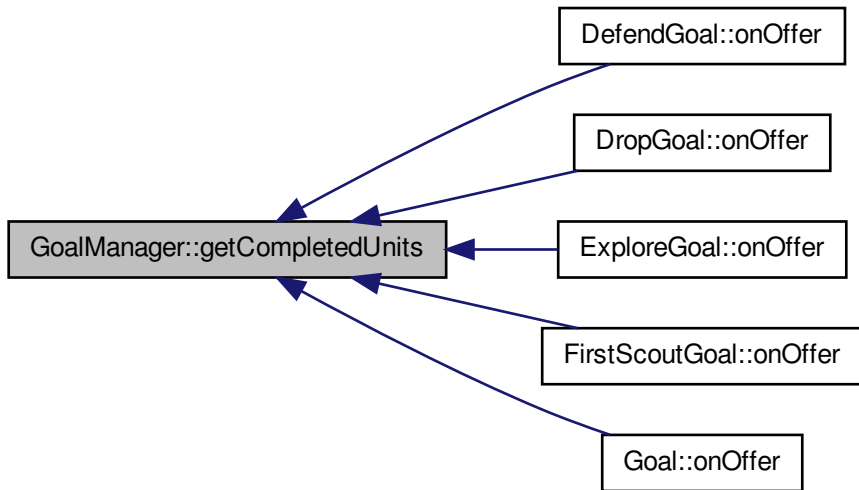 DefendGoal::onOffer
DropGoal::onOffer
GoalManager::getCompletedUnits
ExploreGoal::onOffer
FirstScoutGoal::onOffer
Goal::onOffer